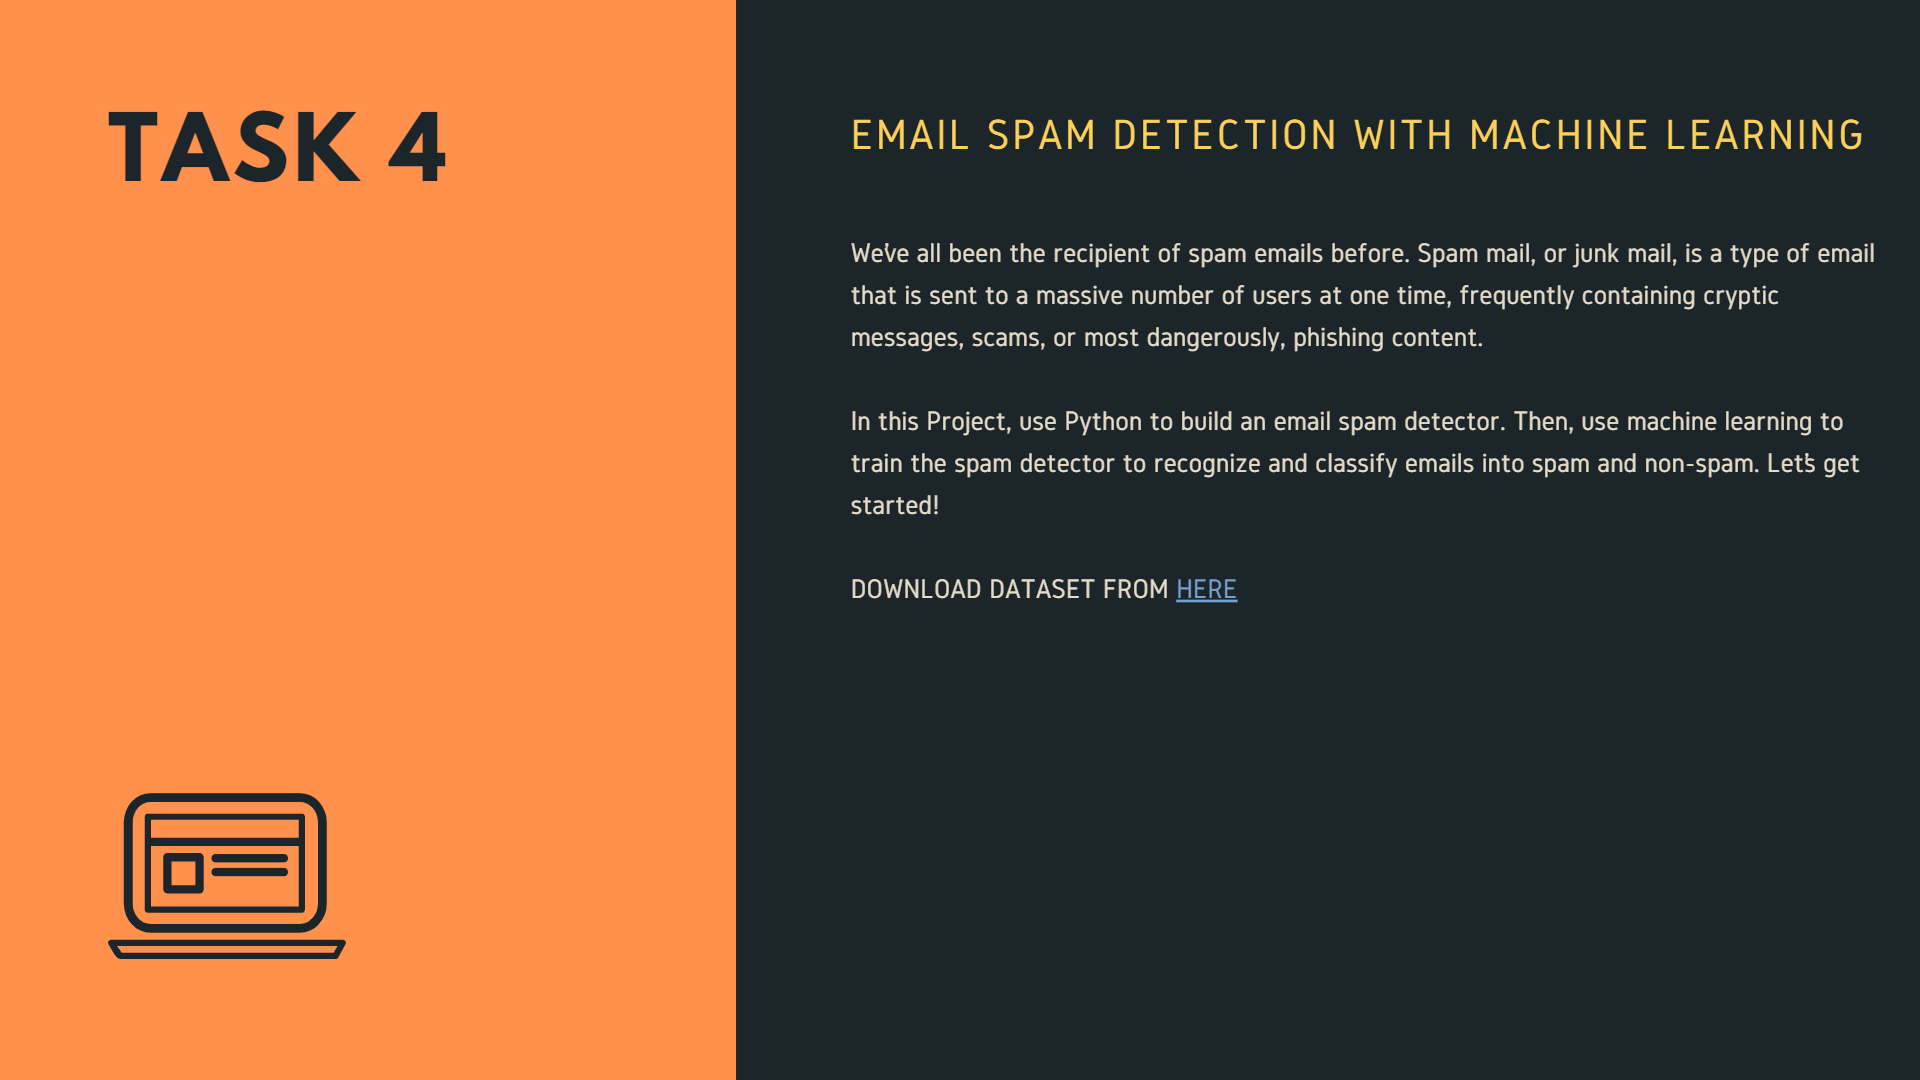 TASK 4
EMAIL SPAM DETECTION WITH MACHINE LEARNING
We've all been the recipient of spam emails before. Spam mail, or junk mail, is a type of email
that is sent to a massive number of users at one time, frequently containing cryptic
messages, scams, or most dangerously, phishing content.
In this Project, use Python to build an email spam detector. Then, use machine learning to
train the spam detector to recognize and classify emails into spam and non-spam. Let's get
started!
DOWNLOAD DATASET FROM HERE